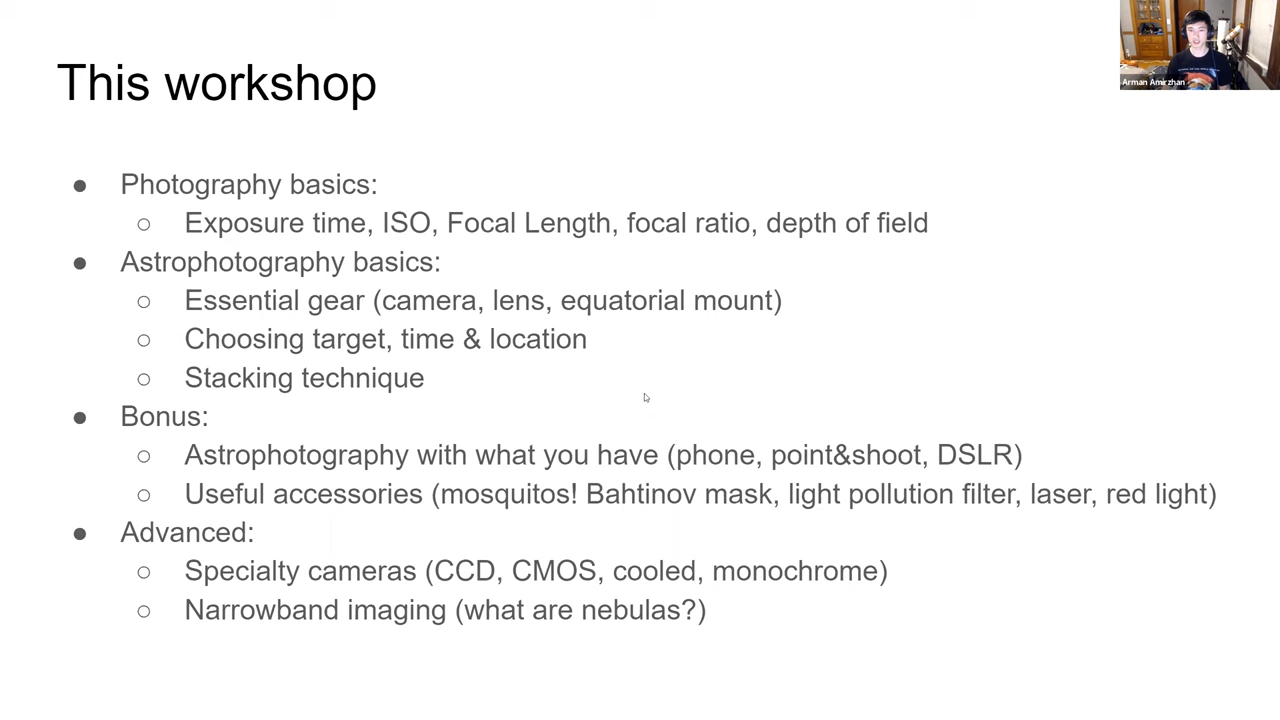 This workshop
Arman Amirzhan
● Photography basics:
○ Exposure time, ISO, Focal Length, focal ratio, depth of field
● Astrophotography basics:
○ Essential gear (camera, lens, equatorial mount)
○ Choosing target, time & location
○ Stacking technique
● Bonus:
○ Astrophotography with what you have (phone, point&shoot, DSLR)
○ Useful accessories (mosquitos! Bahtinov mask, light pollution filter, laser, red light)
● Advanced:
○ Specialty cameras (CCD, CMOS, cooled, monochrome)
○ Narrowband imaging (what are nebulas?)